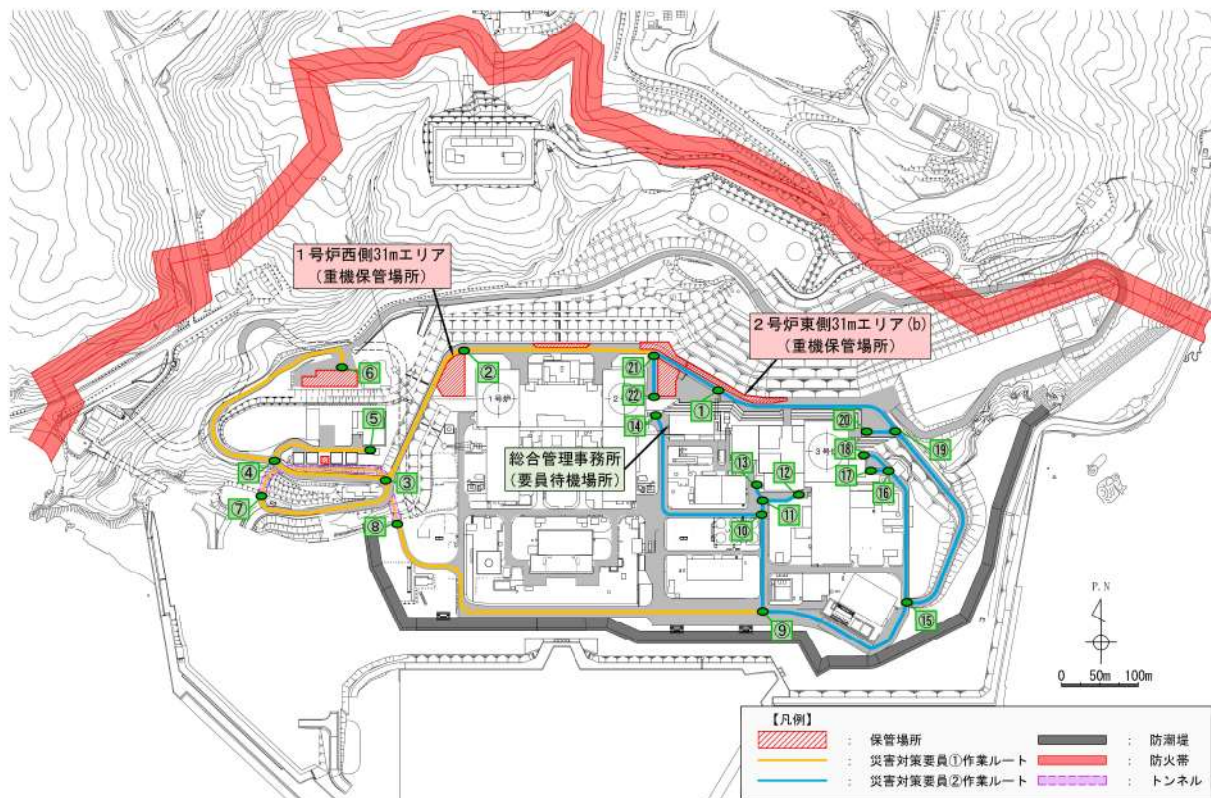 1号炉西側31mエリア
(重機保管場所)
2号炉東側31mエリア(b)
(重機保管場所)
総合管理事務所
(要員待機場所)
1号炉
2
3号
①
②
③
④
⑤
⑥
⑦
⑧
⑨
⑩
⑪
⑫
⑬
⑭
⑮
⑯
⑰
⑱
⑲
⑳
㉑
㉒
P.N
0 50m 100m
【凡例】
: 保管場所
: 災害対策要員①作業ルート
: 災害対策要員②作業ルート
: 防潮堤
: 防火帯
: トンネル